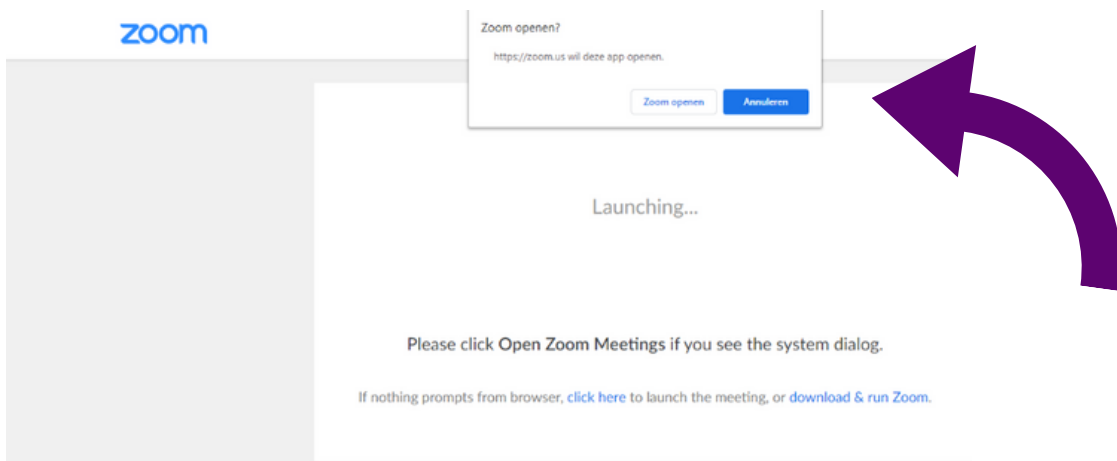 zoom
Zoom openen?
https://zoom.us wil deze app openen.
Zoom openen
Annuleren
Launching...
Please click Open Zoom Meetings if you see the system dialog.
If nothing prompts from browser, click here to launch the meeting, or download & run Zoom.